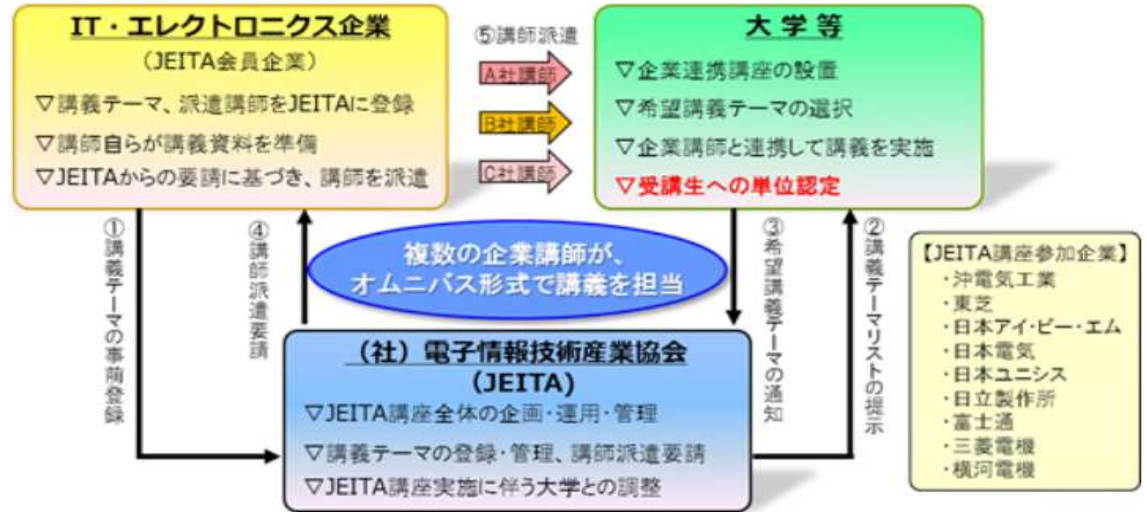 IT・エレクトロニクス企業
（JEITA会員企業）
▽講義テーマ、派遣講師をJEITAに登録
▽講師自らが講義資料を準備
▽JEITAからの要請に基づき、講師を派遣
⑤講師派遣
A社講師
B社講師
C社講師
大学等
▽企業連携講座の設置
▽希望講義テーマの選択
▽企業講師と連携して講義を実施
▽受講生への単位認定
①講義テーマの事前登録
④講師派遣要請
複数の企業講師が、
オムニバス形式で講義を担当
③希望講義テーマの通知
②講義テーマリストの提示
（社）電子情報技術産業協会
(JEITA)
▽JEITA講座全体の企画・運用・管理
▽講義テーマの登録・管理、講師派遣要請
▽JEITA講座実施に伴う大学との調整
【JEITA講座参加企業】
・沖電気工業
・東芝
・日本アイ・ビー・エム
・日本電気
・日本ユニシス
・日立製作所
・富士通
・三菱電機
・横河電機